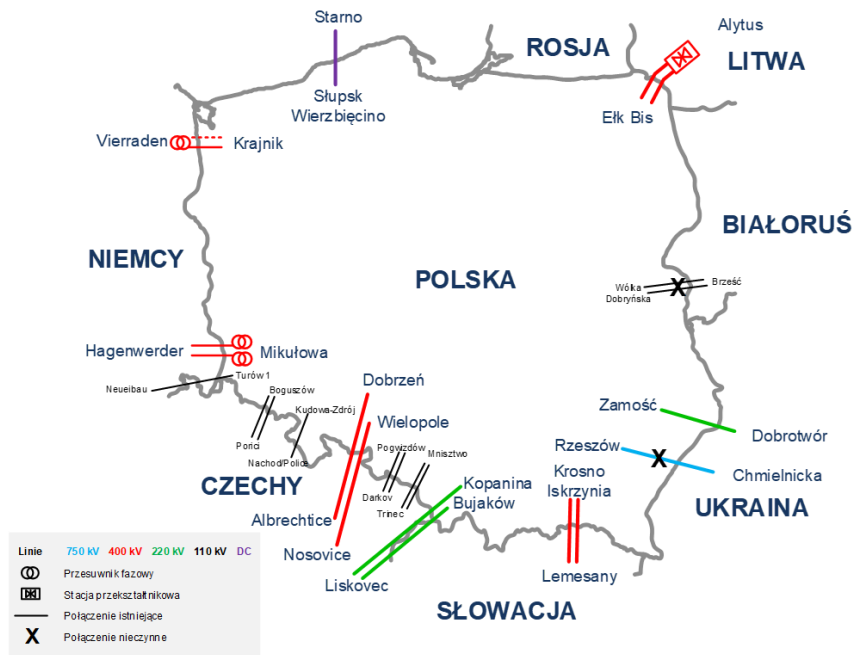 Starno
Alytus
ROSJA
LITWA
Słupsk
Wierzbięcino
Ełk Bis
Vierraden
Krajnik
BIAŁORUŚ
NIEMCY
POLSKA
Wólka
Dobryńska
Brześć
X
Hagenwerder
Mikułowa
Turów 1
Neueibau
Boguszów
Dobrzeń
Kudowa-Zdrój
Wielopole
Zamość
Dobrotwór
Porici
Nachod/Police
Pogwizdów
Mnisztwo
Rzeszów
X
Krosno
Iskrzynia
Chmielnicka
CZECHY
Darkov
Trinec
Kopanina
Bujaków
UKRAINA
Albrechtice
Nosovice
Liskovec
Lemesany
SŁOWACJA
Linie 750 kV 400 kV 220 kV 110 kV DC
Przesuwnik fazowy
Stacja przekształtnikowa
Połączenie istniejące
X Połączenie nieczynne